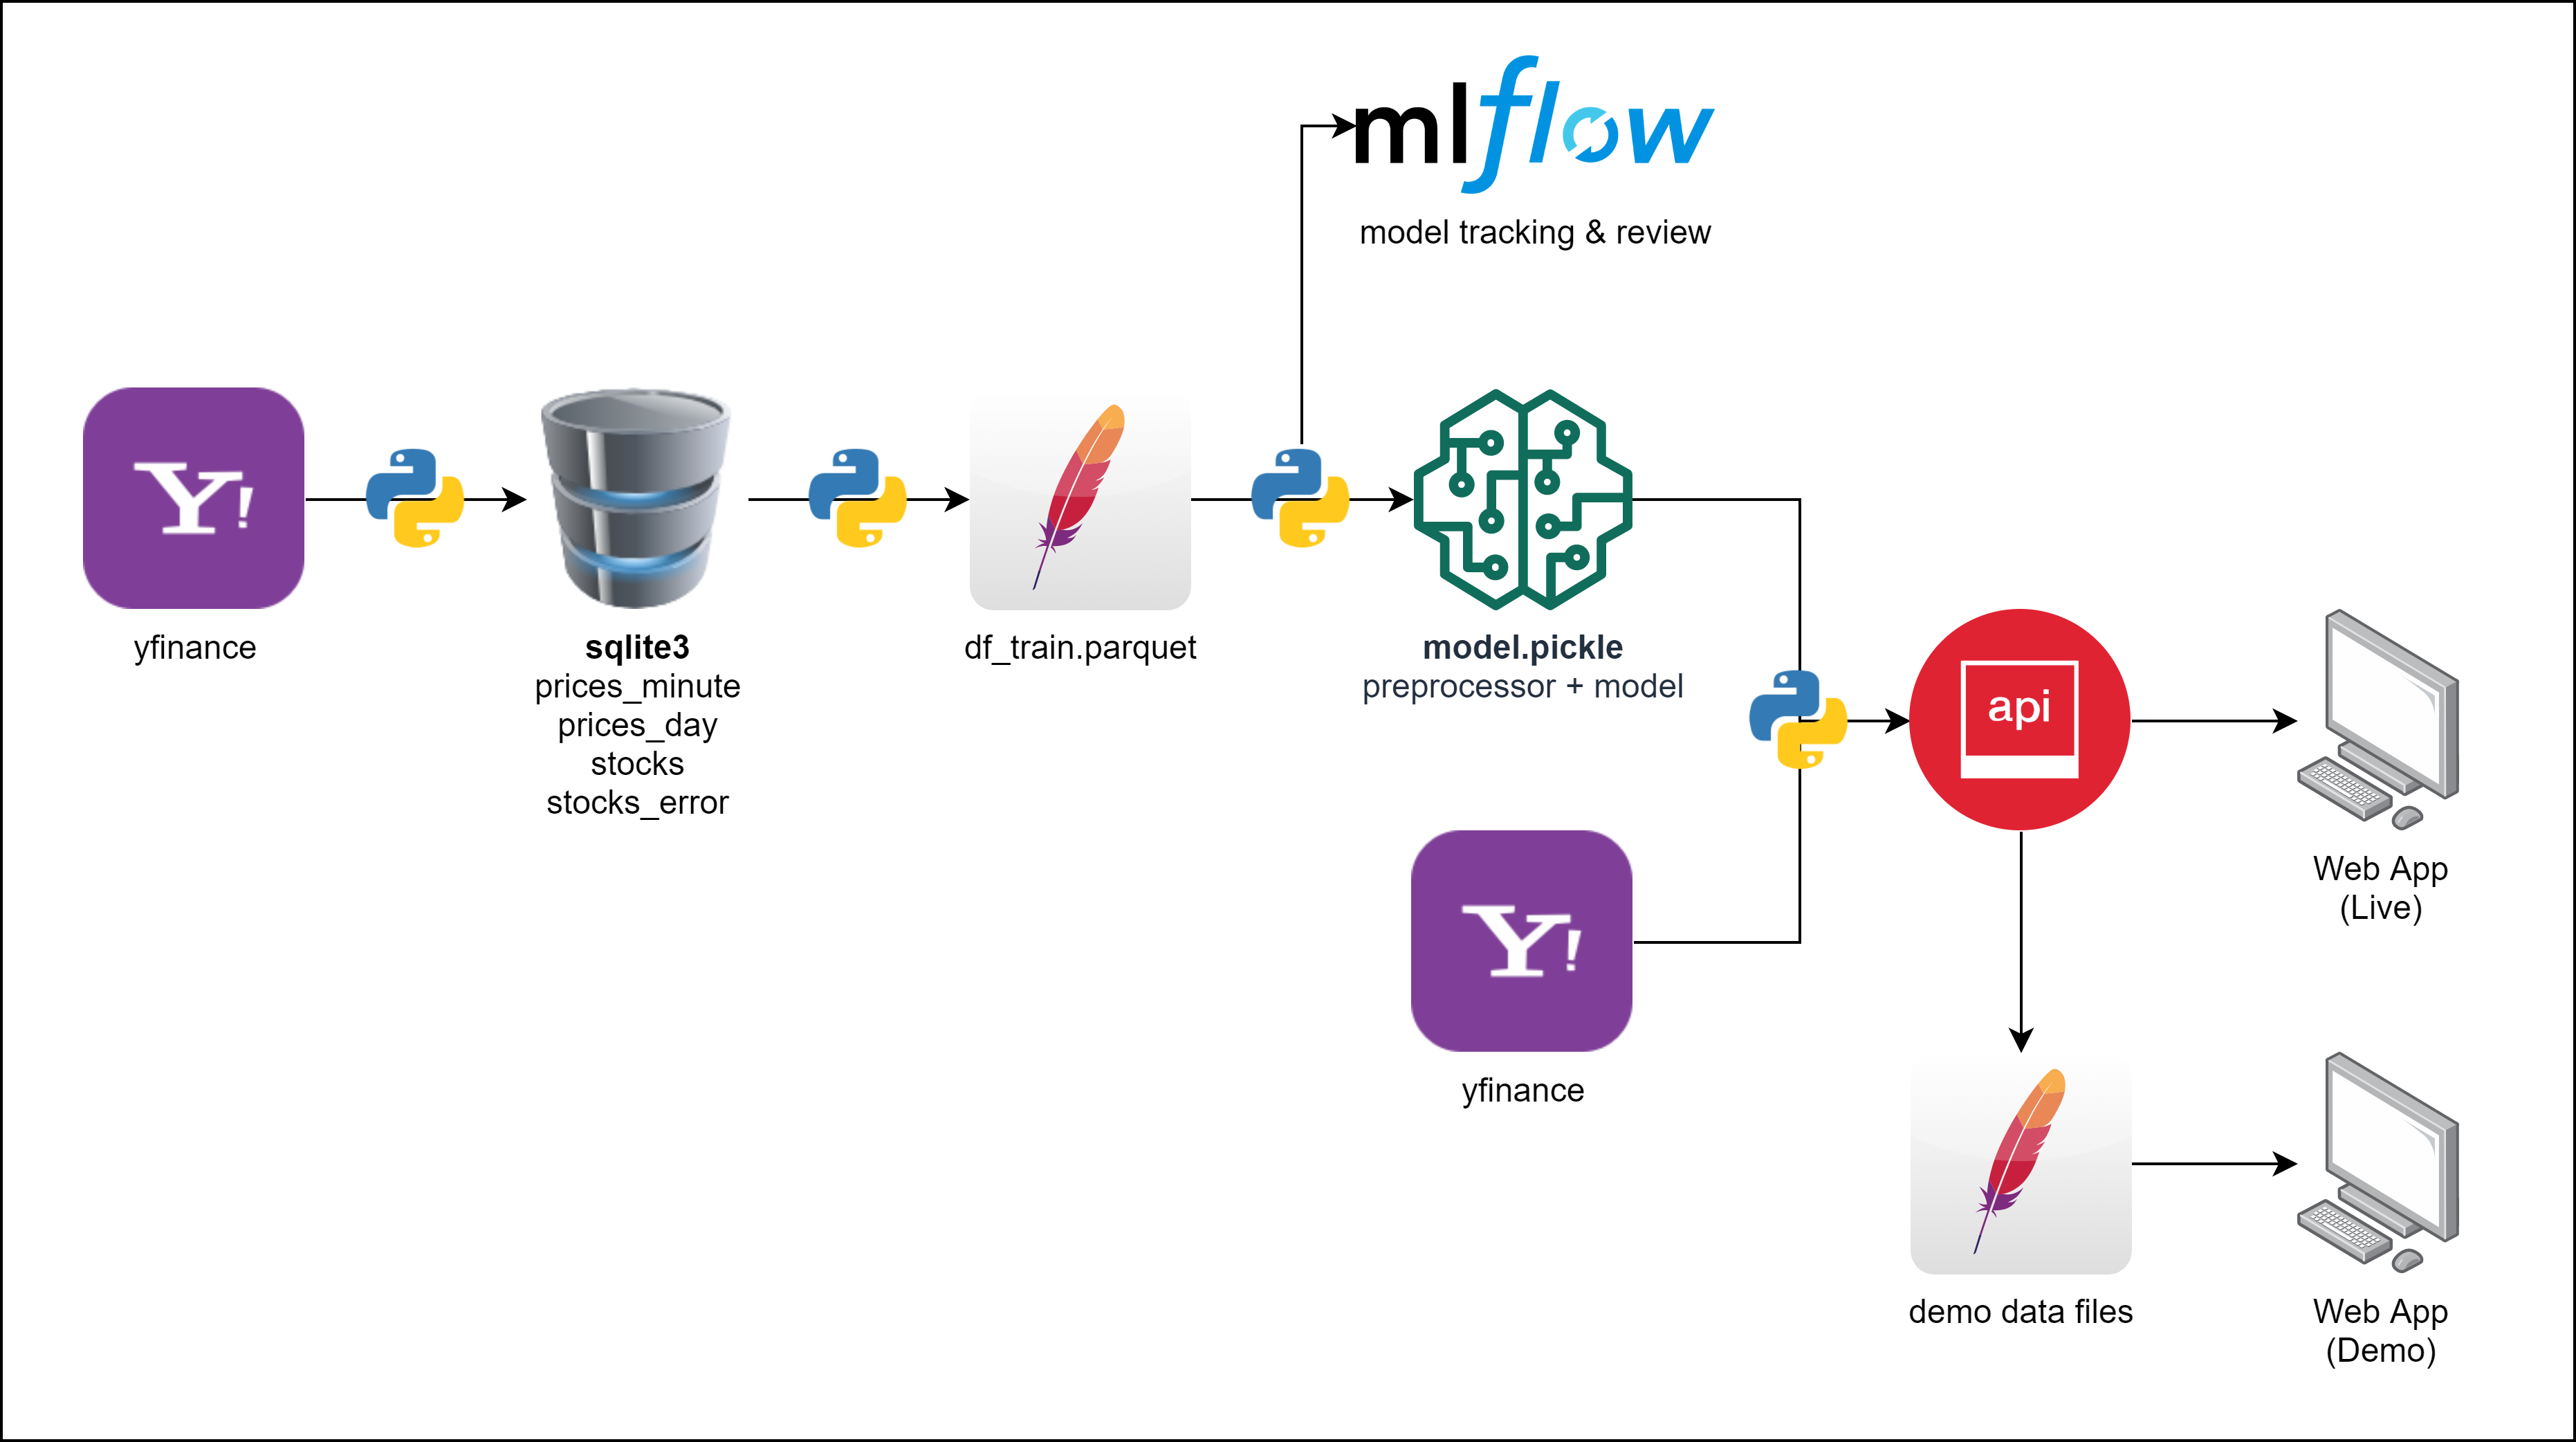 mlflow
model tracking & review
Y!
yfinance
sqlite3
prices_minute
prices_day
stocks
stocks_error
df_train.parquet
model.pickle
preprocessor + model
api
Web App
(Live)
Y!
yfinance
demo data files
Web App
(Demo)